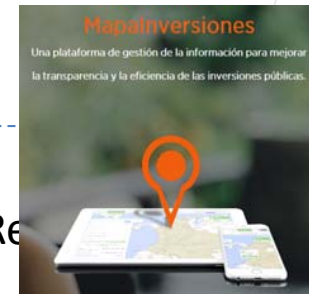 MapaInversiones
Una plataforma de gestión de la información para mejorar
la transparencia y la eficiencia de las inversiones públicas.
Re